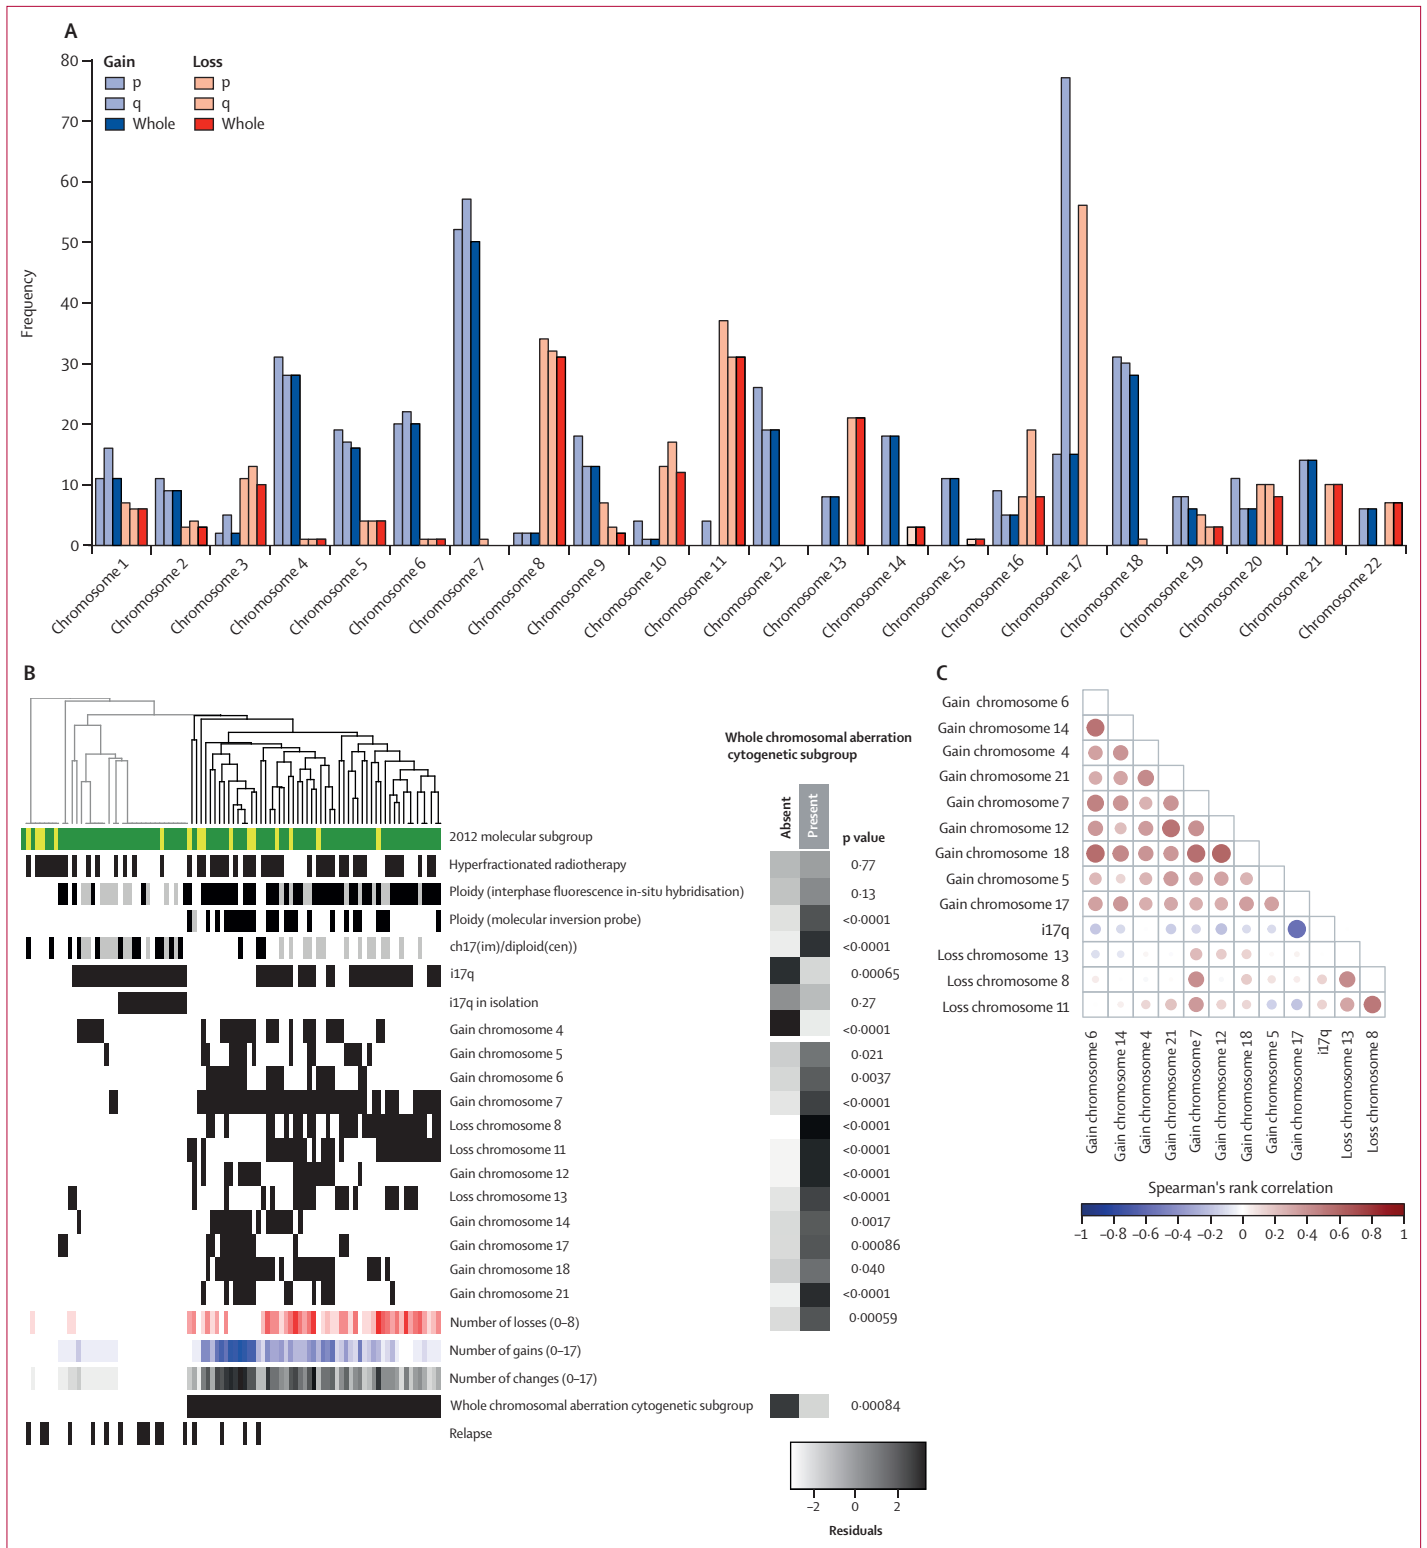 A
Gain
Loss
p
p
q
q
Whole
Whole
Frequency
80
70
60
50
40
30
20
10
0
Chromosome 1
Chromosome 2
Chromosome 3
Chromosome 4
Chromosome 5
Chromosome 6
Chromosome 7
Chromosome 8
Chromosome 9
Chromosome 10
Chromosome 11
Chromosome 12
Chromosome 13
Chromosome 14
Chromosome 15
Chromosome 16
Chromosome 17
Chromosome 18
Chromosome 19
Chromosome 20
Chromosome 21
Chromosome 22
B
Whole chromosomal aberration
cytogenetic subgroup
Absent
Present
p value
2012 molecular subgroup
Hyperfractionated radiotherapy
0·77
Ploidy (interphase fluorescence in-situ hybridisation)
0·13
Ploidy (molecular inversion probe)
<0·0001
ch17(im)/diploid(cen))
<0·0001
i17q
0·00065
i17q in isolation
0·27
Gain chromosome 4
<0·0001
Gain chromosome 5
0·021
Gain chromosome 6
0·0037
Gain chromosome 7
<0·0001
Loss chromosome 8
<0·0001
Loss chromosome 11
<0·0001
Gain chromosome 12
<0·0001
Loss chromosome 13
<0·0001
Gain chromosome 14
0·0017
Gain chromosome 17
0·00086
Gain chromosome 18
0·040
Gain chromosome 21
<0·0001
Number of losses (0–8)
0·00059
Number of gains (0–17)
Number of changes (0–17)
Whole chromosomal aberration cytogenetic subgroup
0·00084
Relapse
–2
0
2
Residuals
C
Gain chromosome 6
Gain chromosome 14
Gain chromosome 4
Gain chromosome 21
Gain chromosome 7
Gain chromosome 12
Gain chromosome 18
Gain chromosome 5
Gain chromosome 17
i17q
Loss chromosome 13
Loss chromosome 8
Loss chromosome 11
Gain chromosome 6
Gain chromosome 14
Gain chromosome 4
Gain chromosome 21
Gain chromosome 7
Gain chromosome 12
Gain chromosome 18
Gain chromosome 5
Gain chromosome 17
i17q
Loss chromosome 13
Loss chromosome 8
Spearman's rank correlation
–1
–0·8
–0·6
–0·4
–0·2
0
0·2
0·4
0·6
0·8
1